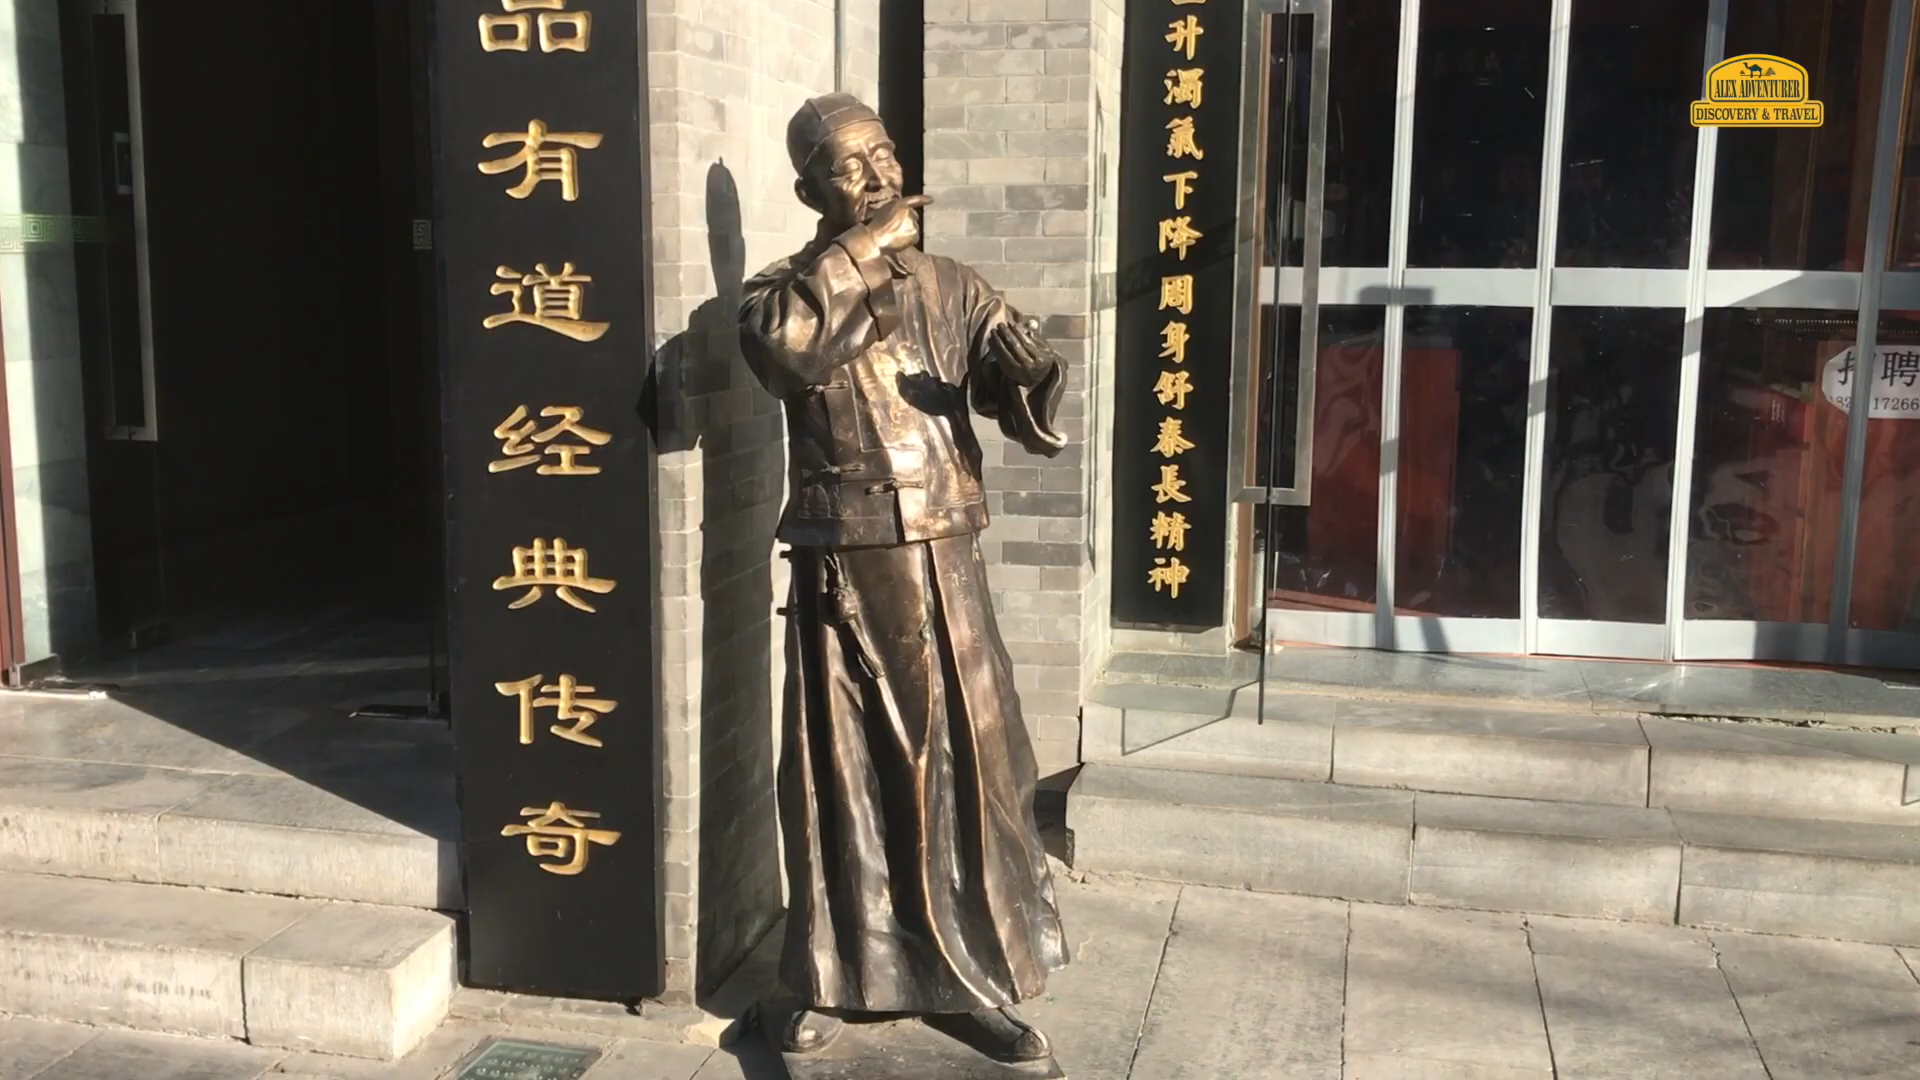 品有道经典传奇
升濁氣下降周身舒泰長精神
ALEX ADVENTURER
DISCOVERY & TRAVEL
招聘
17266